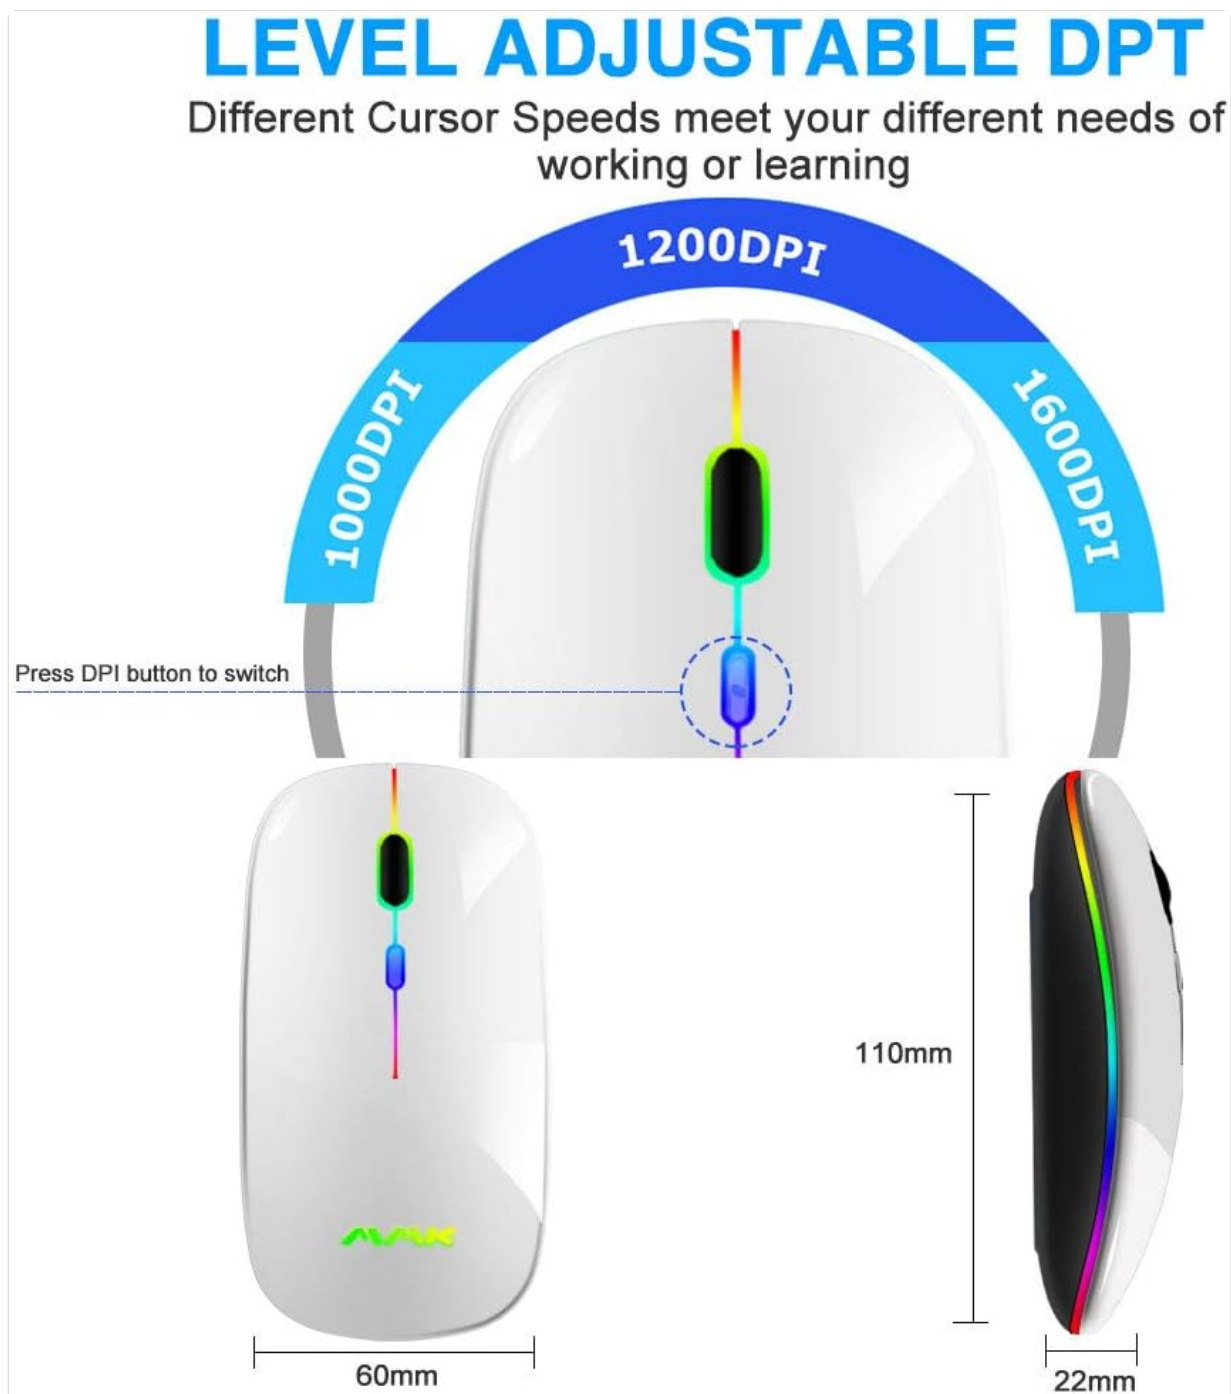 LEVEL ADJUSTABLE DPT
Different Cursor Speeds meet your different needs of
working or learning
1200DPI
1000DPI
1600DPI
Press DPI button to switch
110mm
60mm
22mm